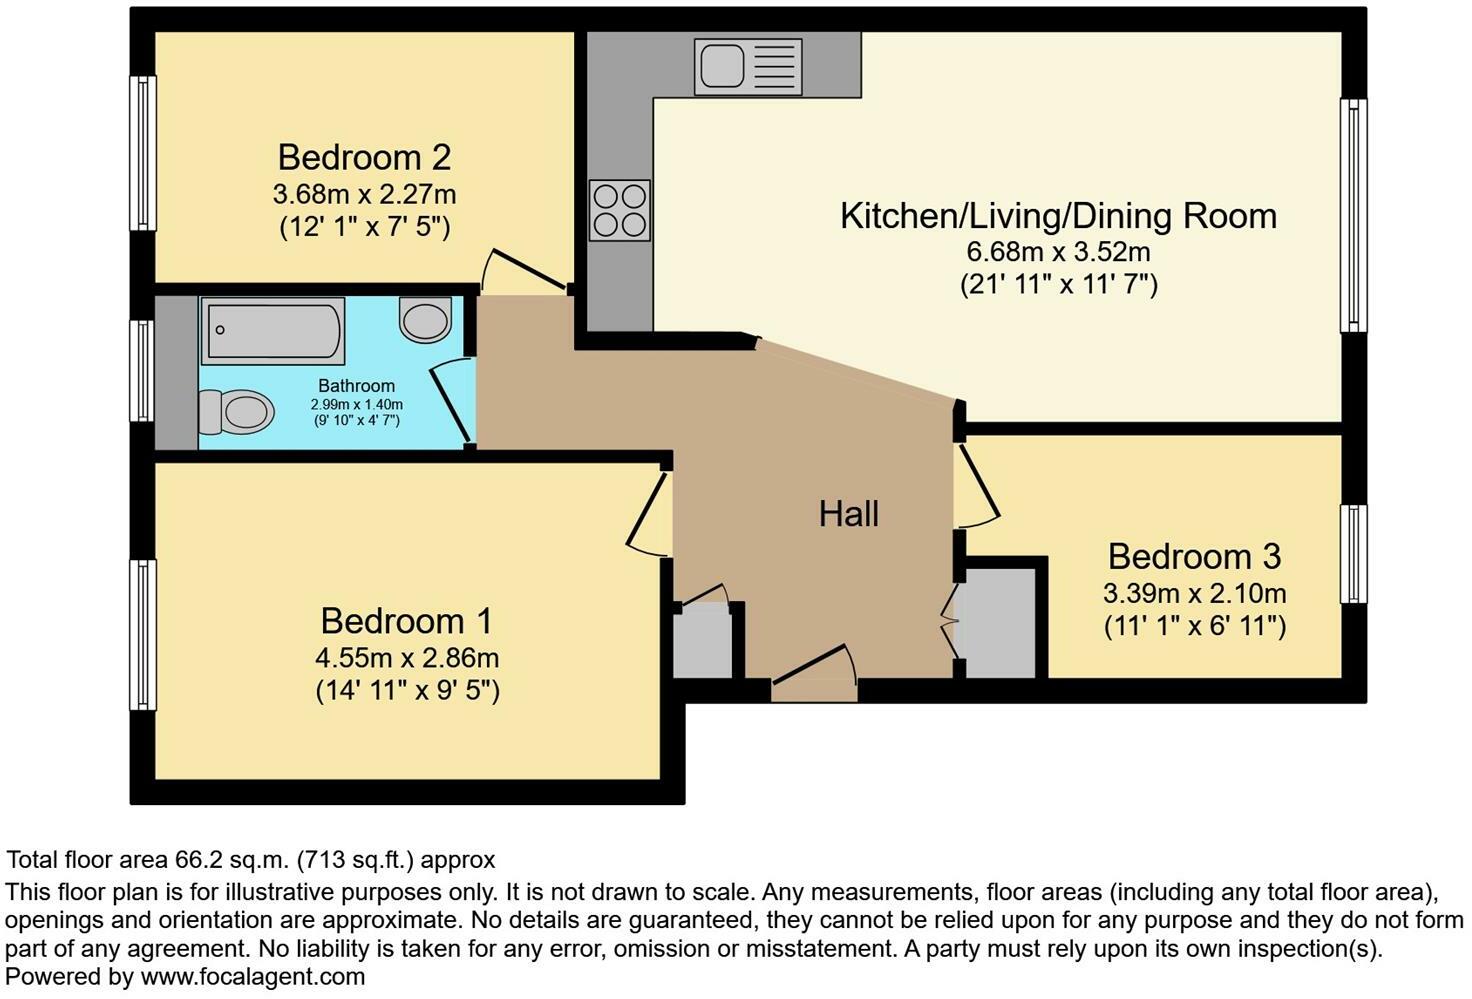 Bedroom 2
3.68m x 2.27m
(12' 1" x 7' 5")
Kitchen/Living/Dining Room
6.68m x 3.52m
(21' 11" x 11' 7")
Bathroom
2.99m x 1.40m
(9' 10" x 4' 7")
Hall
Bedroom 3
3.39m x 2.10m
(11' 1" x 6' 11")
Bedroom 1
4.55m x 2.86m
(14' 11" x 9' 5")
Total floor area 66.2 sq.m. (713 sq.ft.) approx
This floor plan is for illustrative purposes only. It is not drawn to scale. Any measurements, floor areas (including any total floor area),
openings and orientation are approximate. No details are guaranteed, they cannot be relied upon for any purpose and they do not form
part of any agreement. No liability is taken for any error, omission or misstatement. A party must rely upon its own inspection(s).
Powered by www.focalagent.com